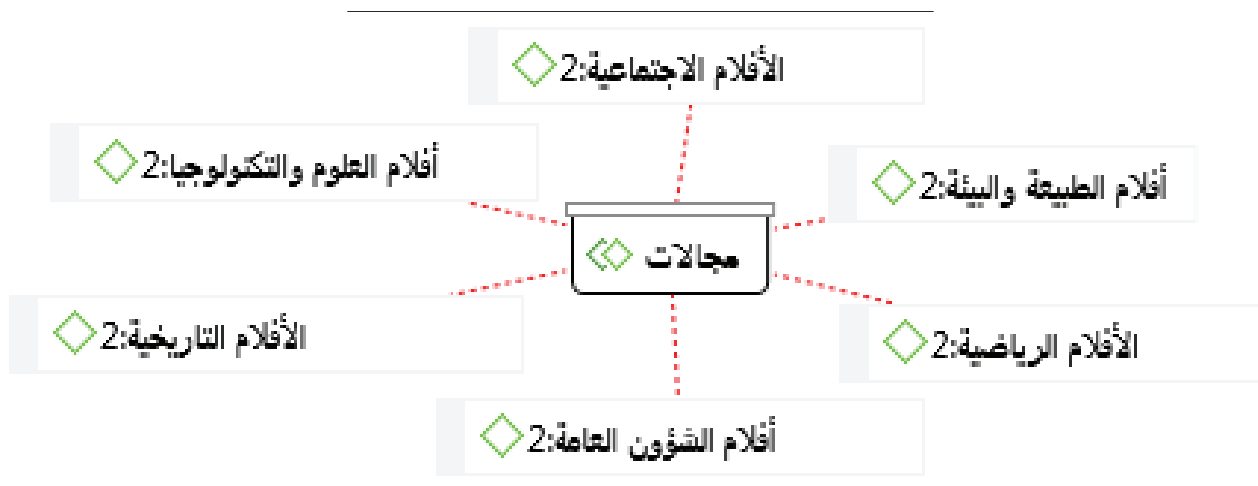 الأفلام الاجتماعية:2
أفلام العلوم والتكنولوجيا:2
أفلام الطبيعة والبيئة:2
مجالات
الأفلام التاريخية:2
الأفلام الرياضية:2
أفلام الشؤون العامة:2